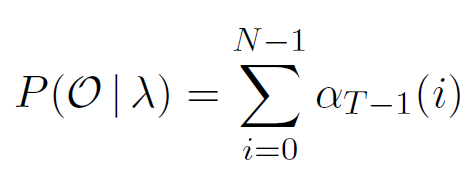 P(𝒪 | λ) = ∑_{i=0}^{N−1} α_{T−1}(i)